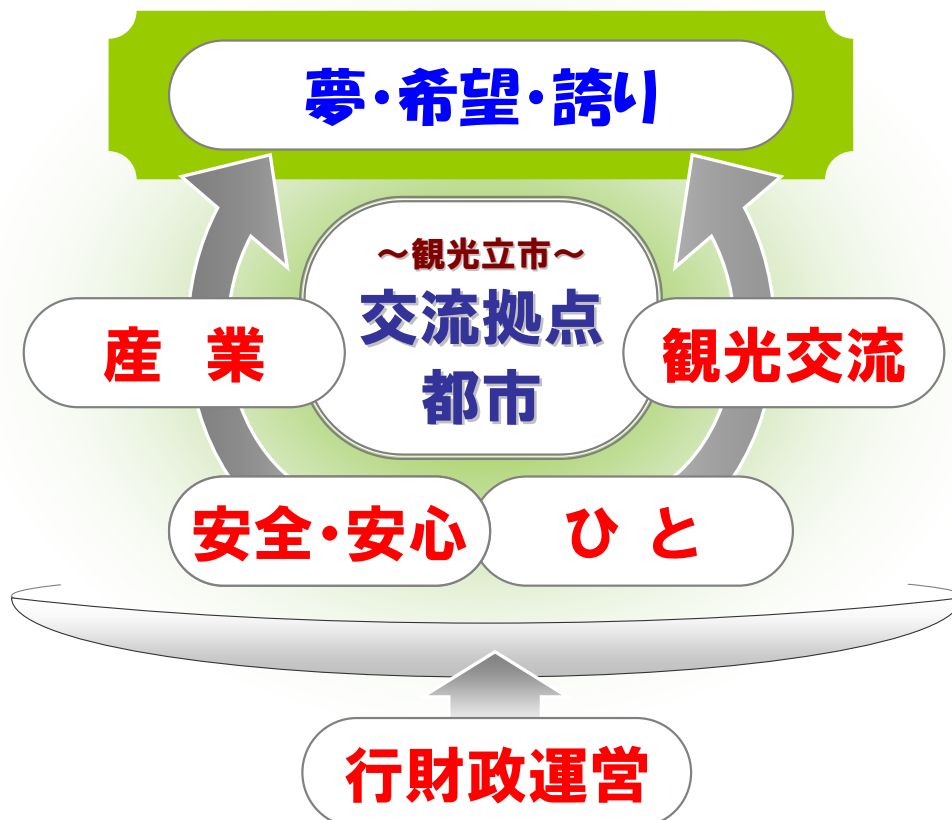 夢・希望・誇り
～観光立市～
交流拠点
都市
産　業
観光交流
安全・安心
ひ と
行財政運営